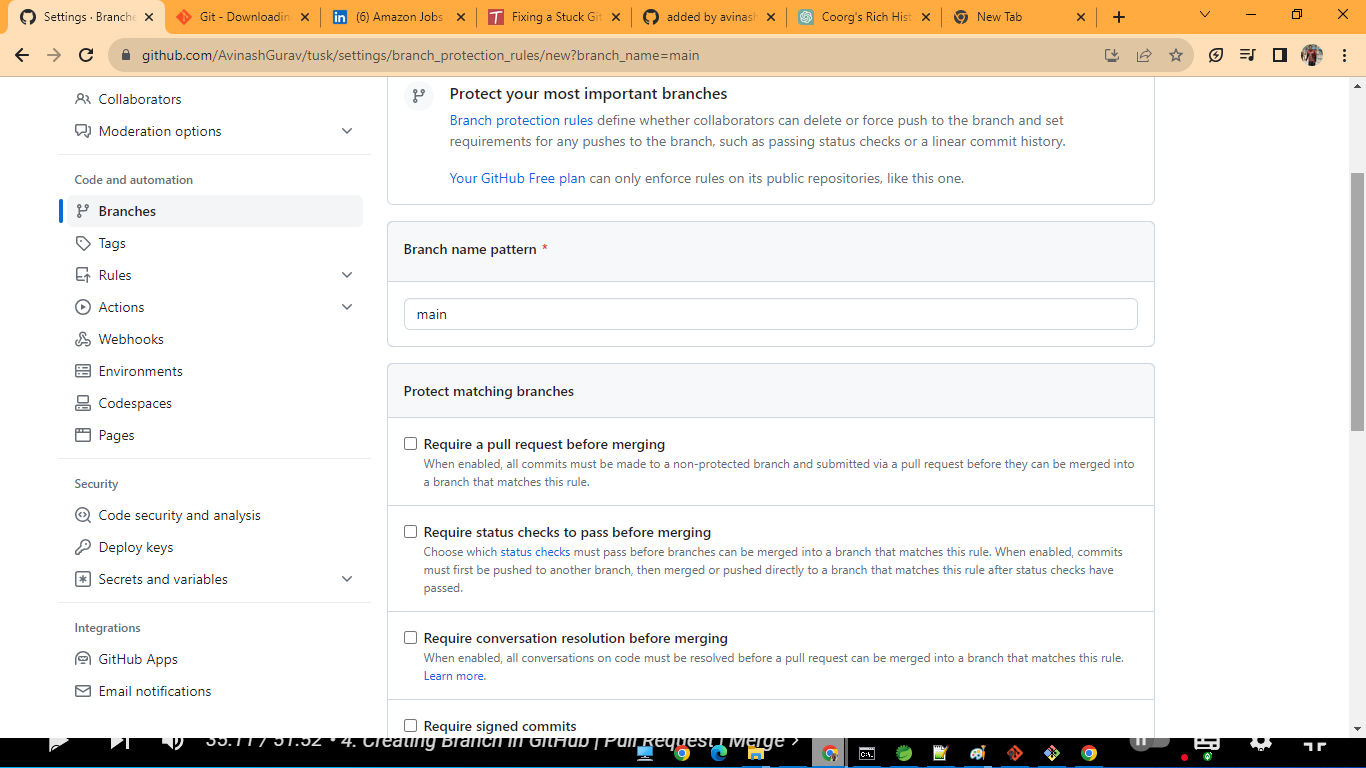 Settings · Branche
Git - Downloadin
(6) Amazon Jobs
Fixing a Stuck Git
added by avinash
Coorg's Rich Hist
New Tab
github.com/AvinashGurav/tusk/settings/branch_protection_rules/new?branch_name=main
Collaborators
Moderation options
Code and automation
Branches
Tags
Rules
Actions
Webhooks
Environments
Codespaces
Pages
Security
Code security and analysis
Deploy keys
Secrets and variables
Integrations
GitHub Apps
Email notifications
Protect your most important branches
Branch protection rules define whether collaborators can delete or force push to the branch and set
requirements for any pushes to the branch, such as passing status checks or a linear commit history.
Your GitHub Free plan can only enforce rules on its public repositories, like this one.
Branch name pattern *
main
Protect matching branches
Require a pull request before merging
When enabled, all commits must be made to a non-protected branch and submitted via a pull request before they can be merged into
a branch that matches this rule.
Require status checks to pass before merging
Choose which status checks must pass before branches can be merged into a branch that matches this rule. When enabled, commits
must first be pushed to another branch, then merged or pushed directly to a branch that matches this rule after status checks have
passed.
Require conversation resolution before merging
When enabled, all conversations on code must be resolved before a pull request can be merged into a branch that matches this rule.
Learn more.
Require signed commits
35:11 / 51:52 • 4. Creating Branch in GitHub | Pull Request | Merge